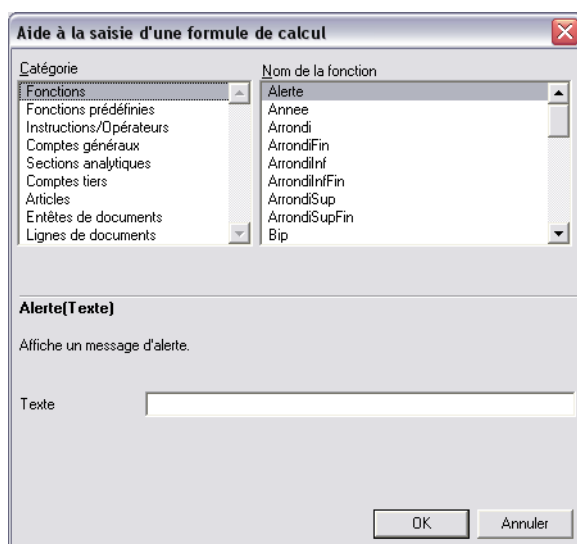 Aide à la saisie d'une formule de calcul
Catégorie
Fonctions
Fonctions prédéfinies
Instructions/Opérateurs
Comptes généraux
Sections analytiques
Comptes tiers
Articles
Entêtes de documents
Lignes de documents
Nom de la fonction
Alerte
Annee
Arrondi
ArrondiFin
ArrondiInf
ArrondiInfFin
ArrondiSup
ArrondiSupFin
Bip
Alerte(Texte)
Affiche un message d'alerte.
Texte
OK
Annuler